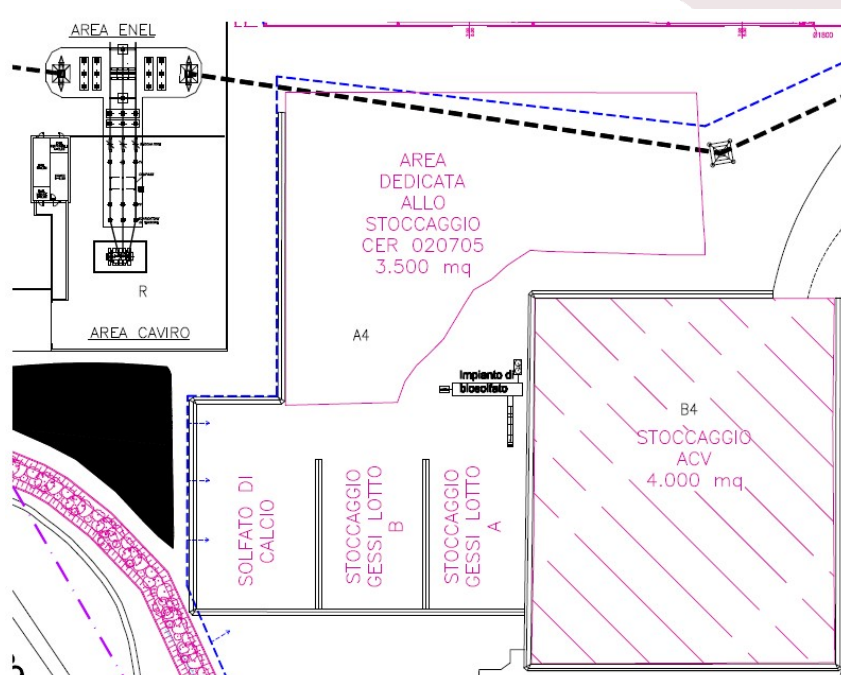 AREA ENEL
Ø1800
AREA
DEDICATA
ALLO
STOCCAGGIO
CER 020705
3.500 mq
R
AREA CAVIRO
A4
Impianto di
biosolfato
B4
STOCCAGGIO
ACV
4.000 mq
SOLFATO DI
CALCIO
STOCCAGGIO
GESSI LOTTO
B
STOCCAGGIO
GESSI LOTTO
A